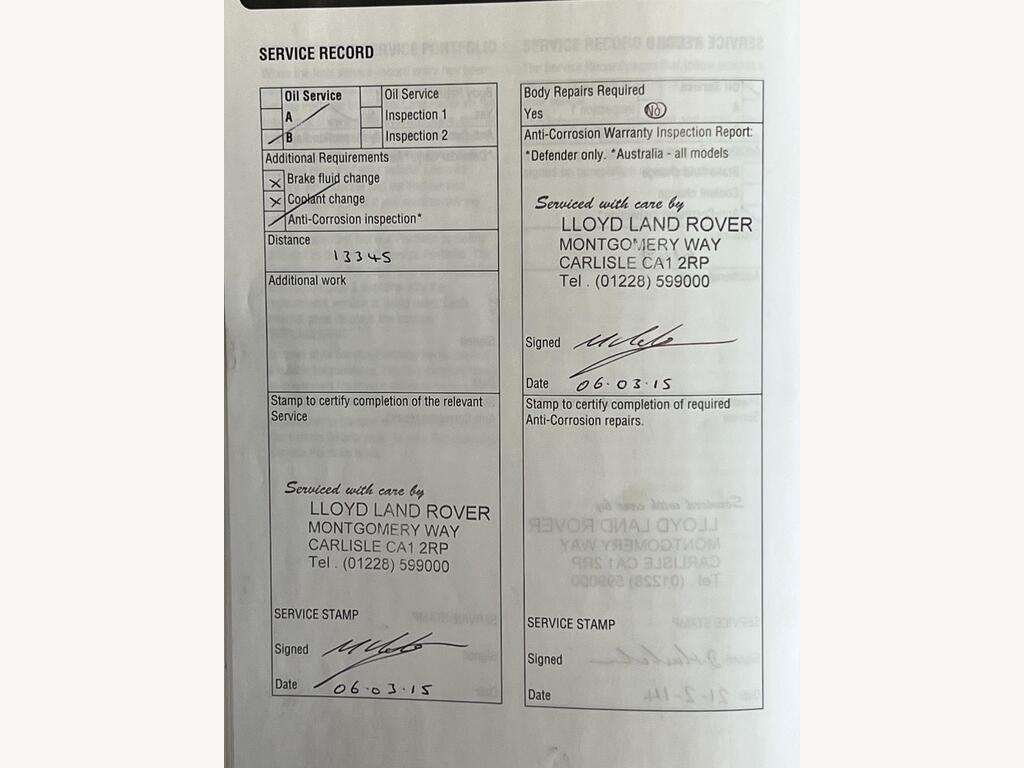 SERVICE RECORD
Oil Service
A
B
Oil Service
Inspection 1
Inspection 2
Additional Requirements
Brake fluid change
Coolant change
Anti-Corrosion inspection*
Distance
13345
Additional work
Stamp to certify completion of the relevant
Service
Serviced with care by
LLOYD LAND ROVER
MONTGOMERY WAY
CARLISLE CA1 2RP
Tel . (01228) 599000
SERVICE STAMP
Signed
Date 06.03.15
Body Repairs Required
Yes No
Anti-Corrosion Warranty Inspection Report:
*Defender only. *Australia - all models
Serviced with care by
LLOYD LAND ROVER
MONTGOMERY WAY
CARLISLE CA1 2RP
Tel . (01228) 599000
Signed
Date 06.03.15
Stamp to certify completion of required
Anti-Corrosion repairs.
SERVICE STAMP
Signed
Date